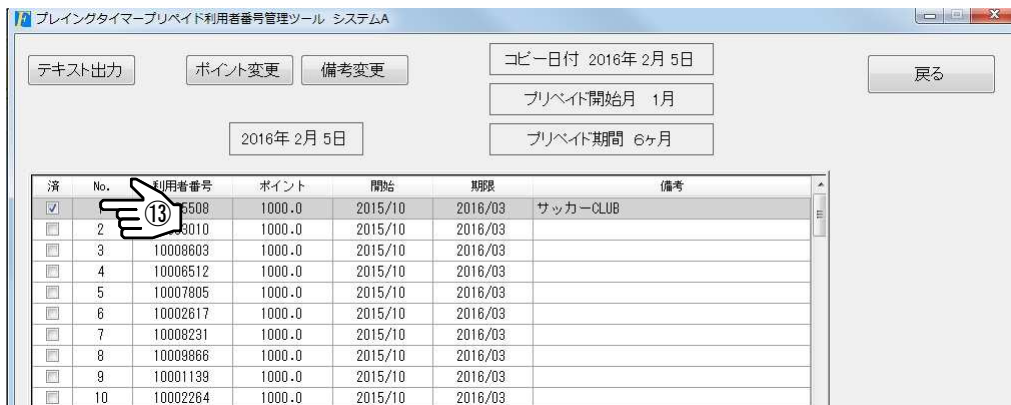 プレイングタイマープリペイド利用者番号管理ツール システムA
テキスト出力 ポイント変更 備考変更 コピー日付 2016年 2月 5日 戻る
プリペイド開始月 1月
2016年 2月 5日 プリペイド期間 6ヶ月
済 No. 利用者番号 ポイント 開始 期限 備考
1 ⑬ 5508 1000.0 2015/10 2016/03 サッカーCLUB
2 3010 1000.0 2015/10 2016/03
3 10008603 1000.0 2015/10 2016/03
4 10006512 1000.0 2015/10 2016/03
5 10007805 1000.0 2015/10 2016/03
6 10002617 1000.0 2015/10 2016/03
7 10008231 1000.0 2015/10 2016/03
8 10009866 1000.0 2015/10 2016/03
9 10001139 1000.0 2015/10 2016/03
10 10002264 1000.0 2015/10 2016/03